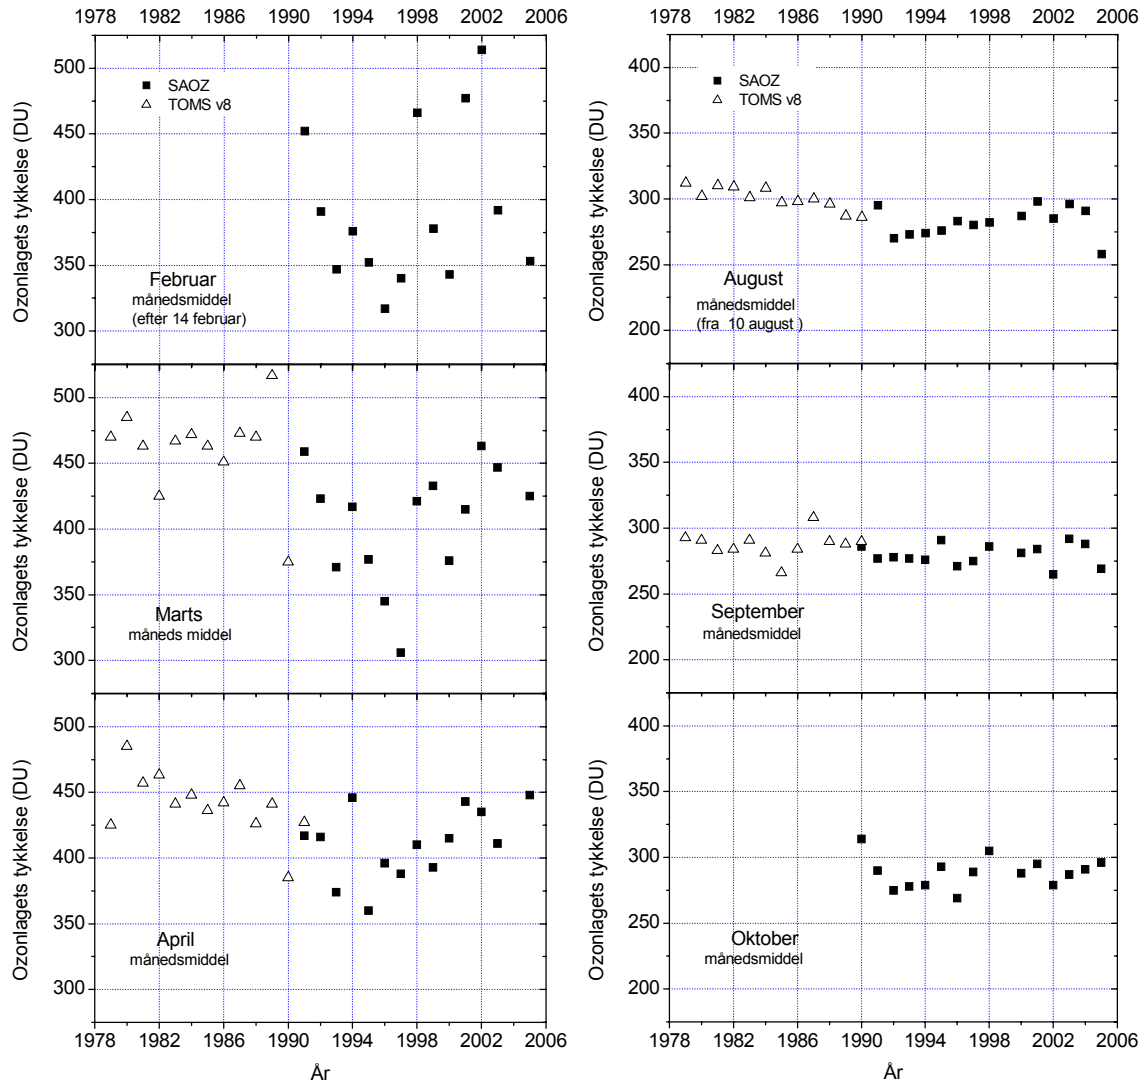 1978 1982 1986 1990 1994 1998 2002 2006
500
450
400
350
300
Ozonlagets tykkelse (DU)
SAOZ
TOMS v8
Februar
månedsmiddel
(efter 14 februar)
500
450
400
350
300
Ozonlagets tykkelse (DU)
Marts
måneds middel
500
450
400
350
300
Ozonlagets tykkelse (DU)
April
månedsmiddel
1978 1982 1986 1990 1994 1998 2002 2006
År
1978 1982 1986 1990 1994 1998 2002 2006
400
350
300
250
200
Ozonlagets tykkelse (DU)
SAOZ
TOMS v8
August
månedsmiddel
(fra 10 august )
400
350
300
250
200
Ozonlagets tykkelse (DU)
September
månedsmiddel
400
350
300
250
200
Ozonlagets tykkelse (DU)
Oktober
månedsmiddel
1978 1982 1986 1990 1994 1998 2002 2006
År